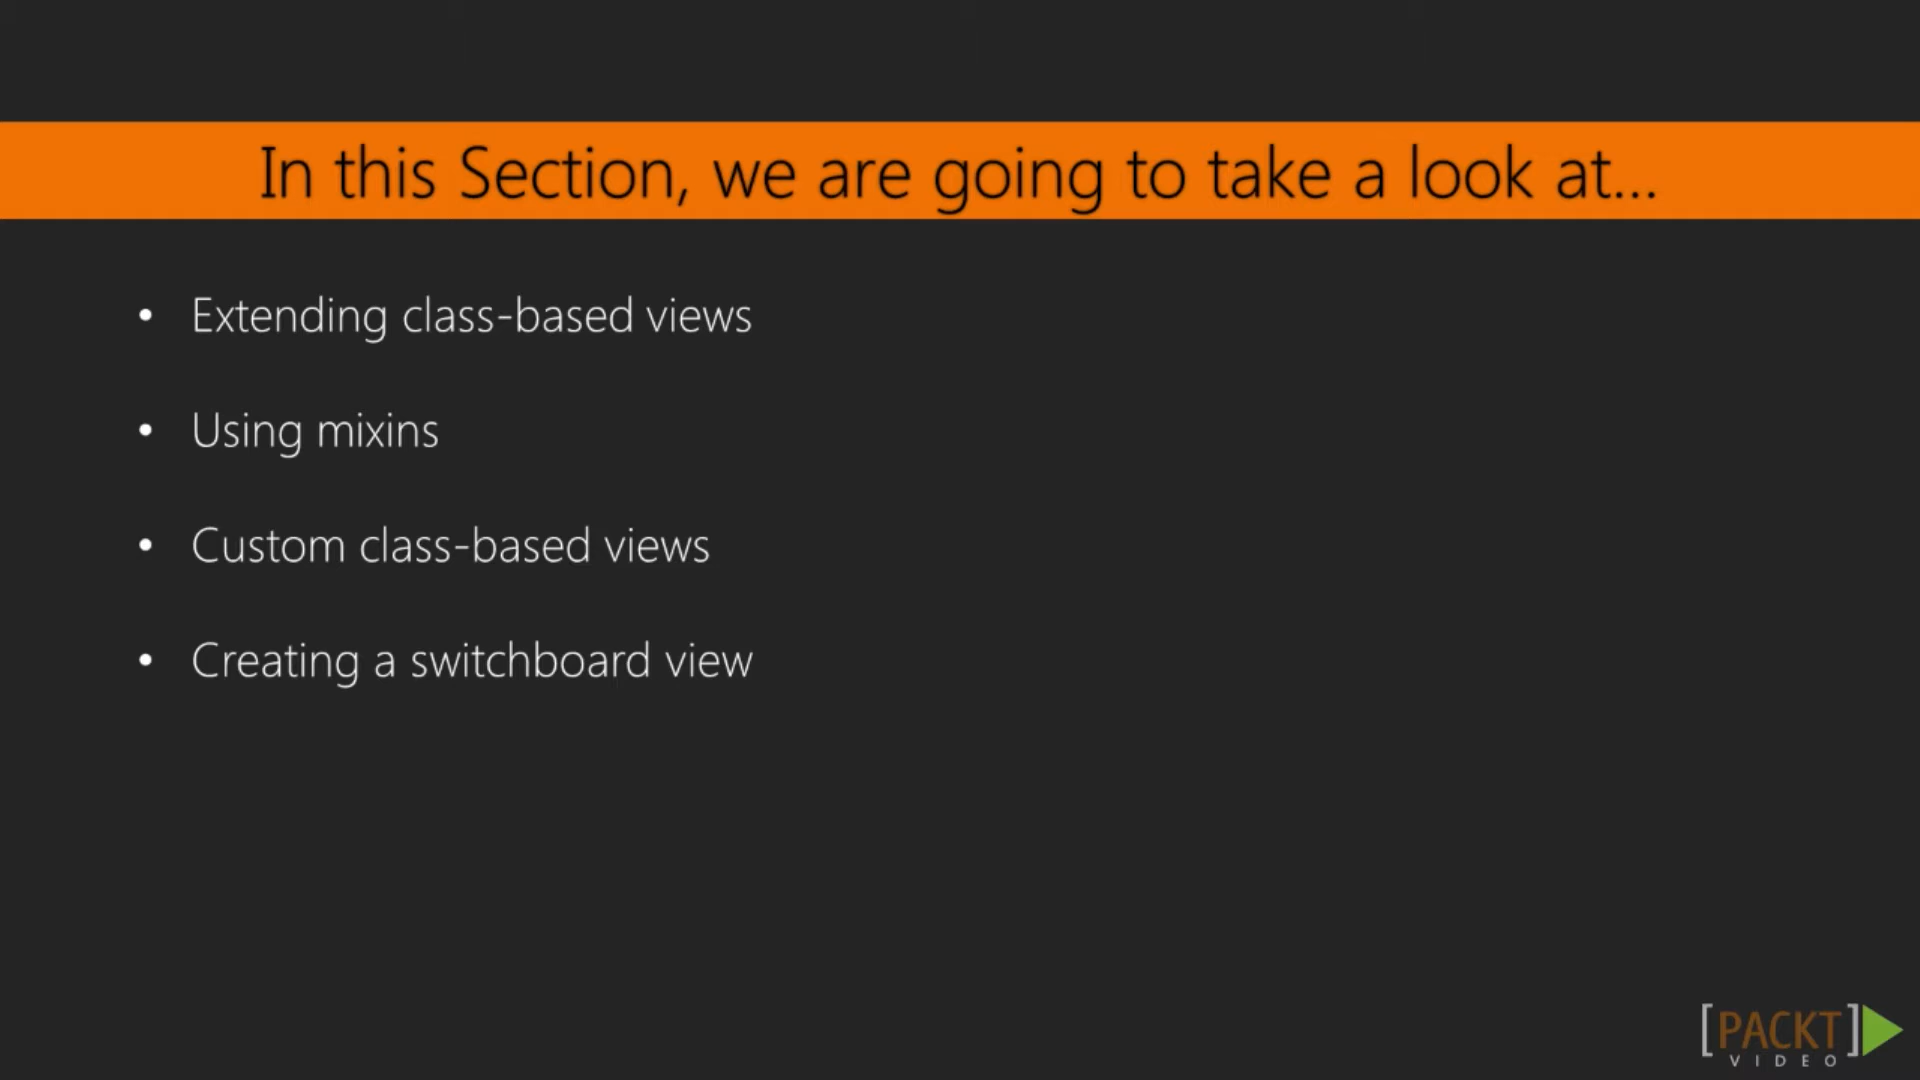 In this Section, we are going to take a look at...
• Extending class-based views
• Using mixins
• Custom class-based views
• Creating a switchboard view
[PACKT]
VIDEO